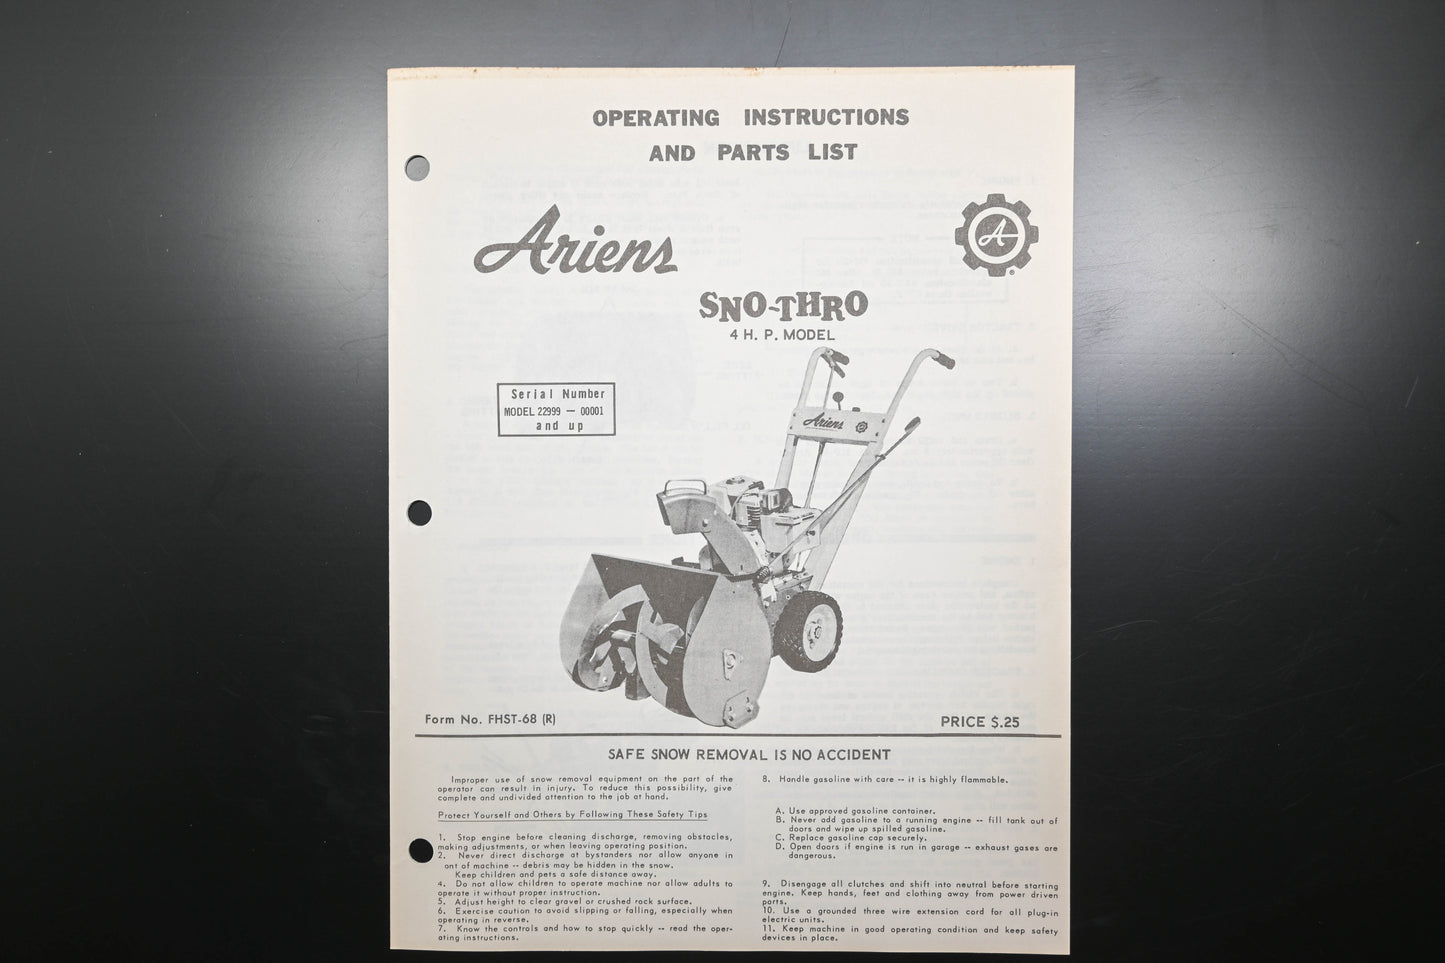 OPERATING INSTRUCTIONS
AND PARTS LIST
Ariens
A
®
SNO-THRO
4 H. P. MODEL
Serial Number
MODEL 22999 — 00001
and up
Ariens
Form No. FHST-68 (R)
PRICE $.25
SAFE SNOW REMOVAL IS NO ACCIDENT
Improper use of snow removal equipment on the part of the
operator can result in injury. To reduce this possibility, give
complete and undivided attention to the job at hand.
Protect Yourself and Others by Following These Safety Tips
1. Stop engine before cleaning discharge, removing obstacles,
making adjustments, or when leaving operating position.
2. Never direct discharge at bystanders nor allow anyone in
ont of machine -- debris may be hidden in the snow.
Keep children and pets a safe distance away.
4. Do not allow children to operate machine nor allow adults to
operate it without proper instruction.
5. Adjust height to clear gravel or crushed rock surface.
6. Exercise caution to avoid slipping or falling, especially when
operating in reverse.
7. Know the controls and how to stop quickly -- read the oper-
ating instructions.
8. Handle gasoline with care -- it is highly flammable.
A. Use approved gasoline container.
B. Never add gasoline to a running engine -- fill tank out of
doors and wipe up spilled gasoline.
C. Replace gasoline cap securely.
D. Open doors if engine is run in garage -- exhaust gases are
dangerous.
9. Disengage all clutches and shift into neutral before starting
engine. Keep hands, feet and clothing away from power driven
parts.
10. Use a grounded three wire extension cord for all plug-in
electric units.
11. Keep machine in good operating condition and keep safety
devices in place.